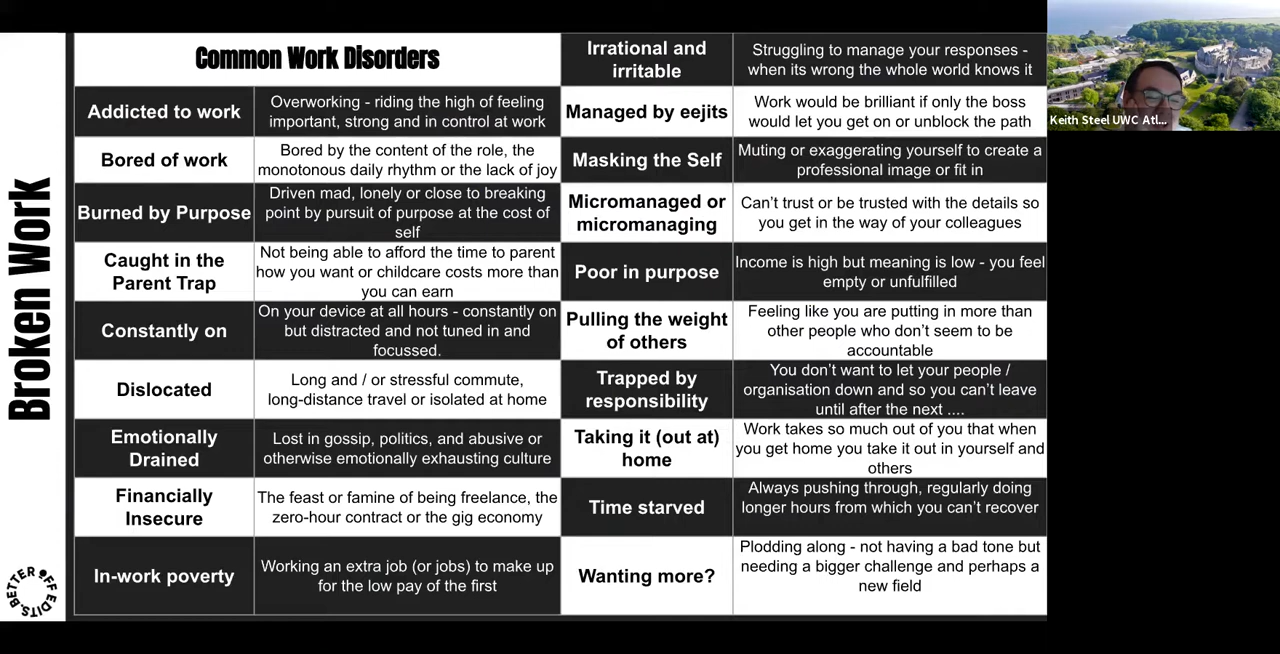 Broken Work
BETTER OFF
EDITS.
Common Work Disorders
Addicted to work
Overworking - riding the high of feeling
important, strong and in control at work
Bored of work
Bored by the content of the role, the
monotonous daily rhythm or the lack of joy
Burned by Purpose
Driven mad, lonely or close to breaking
point by pursuit of purpose at the cost of
self
Caught in the
Parent Trap
Not being able to afford the time to parent
how you want or childcare costs more than
you can earn
Constantly on
On your device at all hours - constantly on
but distracted and not tuned in and
focussed.
Dislocated
Long and / or stressful commute,
long-distance travel or isolated at home
Emotionally
Drained
Lost in gossip, politics, and abusive or
otherwise emotionally exhausting culture
Financially
Insecure
The feast or famine of being freelance, the
zero-hour contract or the gig economy
In-work poverty
Working an extra job (or jobs) to make up
for the low pay of the first
Irrational and
irritable
Struggling to manage your responses -
when its wrong the whole world knows it
Managed by eejits
Work would be brilliant if only the boss
would let you get on or unblock the path
Masking the Self
Muting or exaggerating yourself to create a
professional image or fit in
Micromanaged or
micromanaging
Can't trust or be trusted with the details so
you get in the way of your colleagues
Poor in purpose
Income is high but meaning is low - you feel
empty or unfulfilled
Pulling the weight
of others
Feeling like you are putting in more than
other people who don't seem to be
accountable
Trapped by
responsibility
You don't want to let your people /
organisation down and so you can't leave
until after the next ....
Taking it (out at)
home
Work takes so much out of you that when
you get home you take it out in yourself and
others
Time starved
Always pushing through, regularly doing
longer hours from which you can't recover
Wanting more?
Plodding along - not having a bad tone but
needing a bigger challenge and perhaps a
new field
Keith Steel UWC Atl...